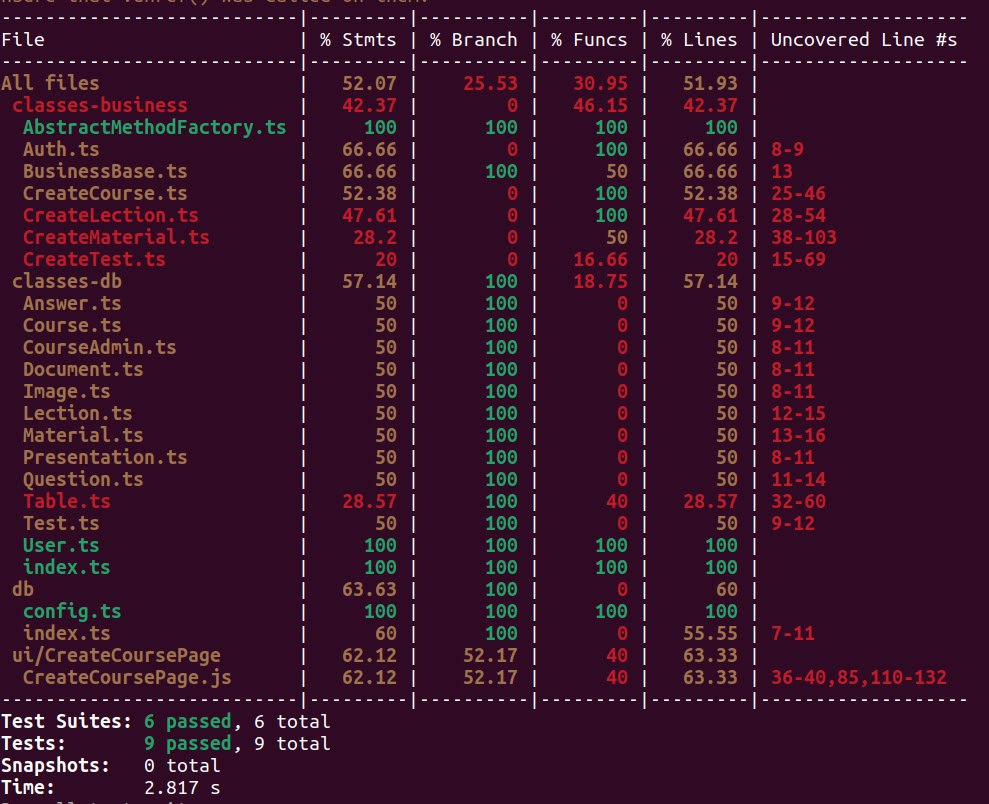 nsure that .unref() was called on them.
-----------------------------|---------|----------|---------|---------|-------------------
File                         | % Stmts | % Branch | % Funcs | % Lines | Uncovered Line #s
-----------------------------|---------|----------|---------|---------|-------------------
All files                    |   52.07 |    25.53 |   30.95 |   51.93 |
 classes-business            |   42.37 |        0 |   46.15 |   42.37 |
  AbstractMethodFactory.ts   |     100 |      100 |     100 |     100 |
  Auth.ts                    |   66.66 |        0 |     100 |   66.66 | 8-9
  BusinessBase.ts            |   66.66 |      100 |      50 |   66.66 | 13
  CreateCourse.ts            |   52.38 |        0 |     100 |   52.38 | 25-46
  CreateLection.ts           |   47.61 |        0 |     100 |   47.61 | 28-54
  CreateMaterial.ts          |    28.2 |        0 |      50 |    28.2 | 38-103
  CreateTest.ts              |      20 |        0 |   16.66 |      20 | 15-69
 classes-db                  |   57.14 |      100 |   18.75 |   57.14 |
  Answer.ts                  |      50 |      100 |       0 |      50 | 9-12
  Course.ts                  |      50 |      100 |       0 |      50 | 9-12
  CourseAdmin.ts             |      50 |      100 |       0 |      50 | 8-11
  Document.ts                |      50 |      100 |       0 |      50 | 8-11
  Image.ts                   |      50 |      100 |       0 |      50 | 8-11
  Lection.ts                 |      50 |      100 |       0 |      50 | 12-15
  Material.ts                |      50 |      100 |       0 |      50 | 13-16
  Presentation.ts            |      50 |      100 |       0 |      50 | 8-11
  Question.ts                |      50 |      100 |       0 |      50 | 11-14
  Table.ts                   |   28.57 |      100 |      40 |   28.57 | 32-60
  Test.ts                    |      50 |      100 |       0 |      50 | 9-12
  User.ts                    |     100 |      100 |     100 |     100 |
  index.ts                   |     100 |      100 |     100 |     100 |
 db                          |   63.63 |      100 |       0 |      60 |
  config.ts                  |     100 |      100 |     100 |     100 |
  index.ts                   |      60 |      100 |       0 |   55.55 | 7-11
 ui/CreateCoursePage         |   62.12 |    52.17 |      40 |   63.33 |
  CreateCoursePage.js        |   62.12 |    52.17 |      40 |   63.33 | 36-40,85,110-132
-----------------------------|---------|----------|---------|---------|-------------------
Test Suites: 6 passed, 6 total
Tests:       9 passed, 9 total
Snapshots:   0 total
Time:        2.817 s